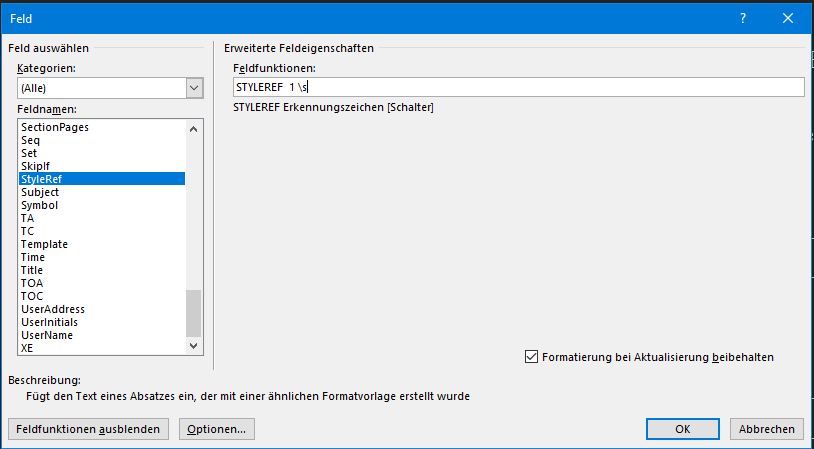 Feld
Feld auswählen
Erweiterte Feldeigenschaften
Kategorien:
(Alle)
Feldnamen:
SectionPages
Seq
Set
SkipIf
StyleRef
Subject
Symbol
TA
TC
Template
Time
Title
TOA
TOC
UserAddress
UserInitials
UserName
XE
Feldfunktionen:
STYLEREF  1 \s
STYLEREF Erkennungszeichen [Schalter]
Formatierung bei Aktualisierung beibehalten
Beschreibung:
Fügt den Text eines Absatzes ein, der mit einer ähnlichen Formatvorlage erstellt wurde
Feldfunktionen ausblenden
Optionen...
OK
Abbrechen